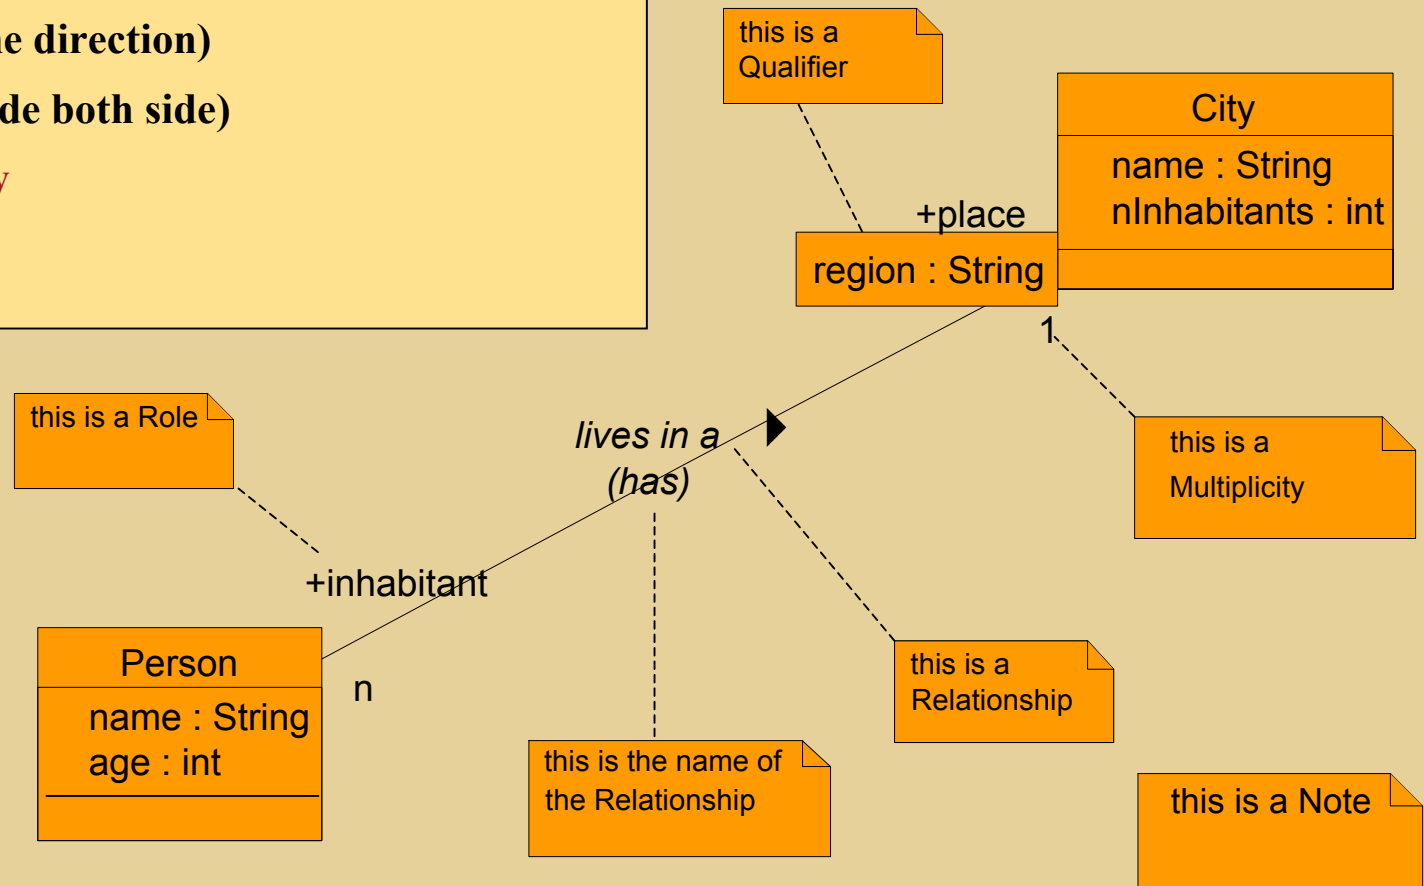 e direction)
de both side)
y
this is a
Qualifier
City
name : String
nInhabitants : int
+place
region : String
1
this is a Role
lives in a
(has)
this is a
Multiplicity
+inhabitant
Person
name : String
age : int
n
this is a
Relationship
this is the name of
the Relationship
this is a Note